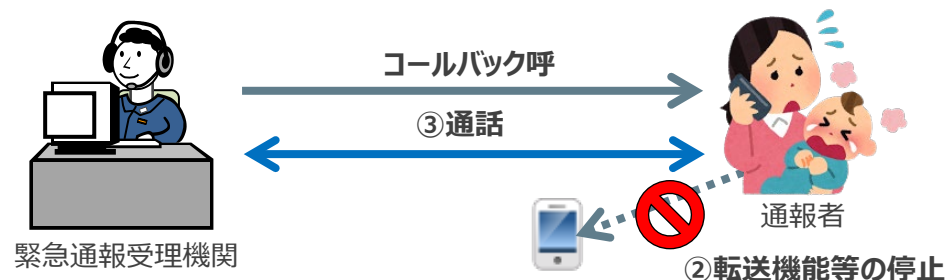 コールバック呼
③通話
通報者
緊急通報受理機関
②転送機能等の停止